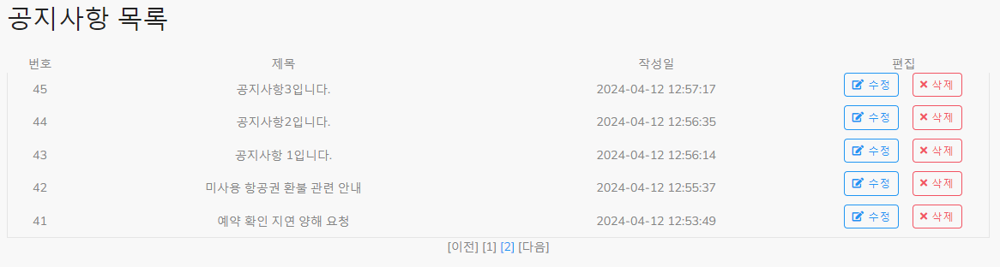 공지사항 목록
번호 제목 작성일 편집
45 공지사항3입니다. 2024-04-12 12:57:17 수정 삭제
44 공지사항2입니다. 2024-04-12 12:56:35 수정 삭제
43 공지사항 1입니다. 2024-04-12 12:56:14 수정 삭제
42 미사용 항공권 환불 관련 안내 2024-04-12 12:55:37 수정 삭제
41 예약 확인 지연 양해 요청 2024-04-12 12:53:49 수정 삭제
[이전] [1] [2] [다음]